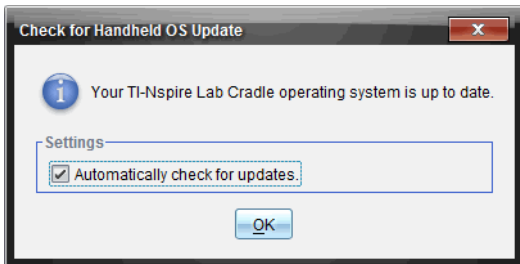 Check for Handheld OS Update
Your TI-Nspire Lab Cradle operating system is up to date.
Settings
Automatically check for updates.
OK